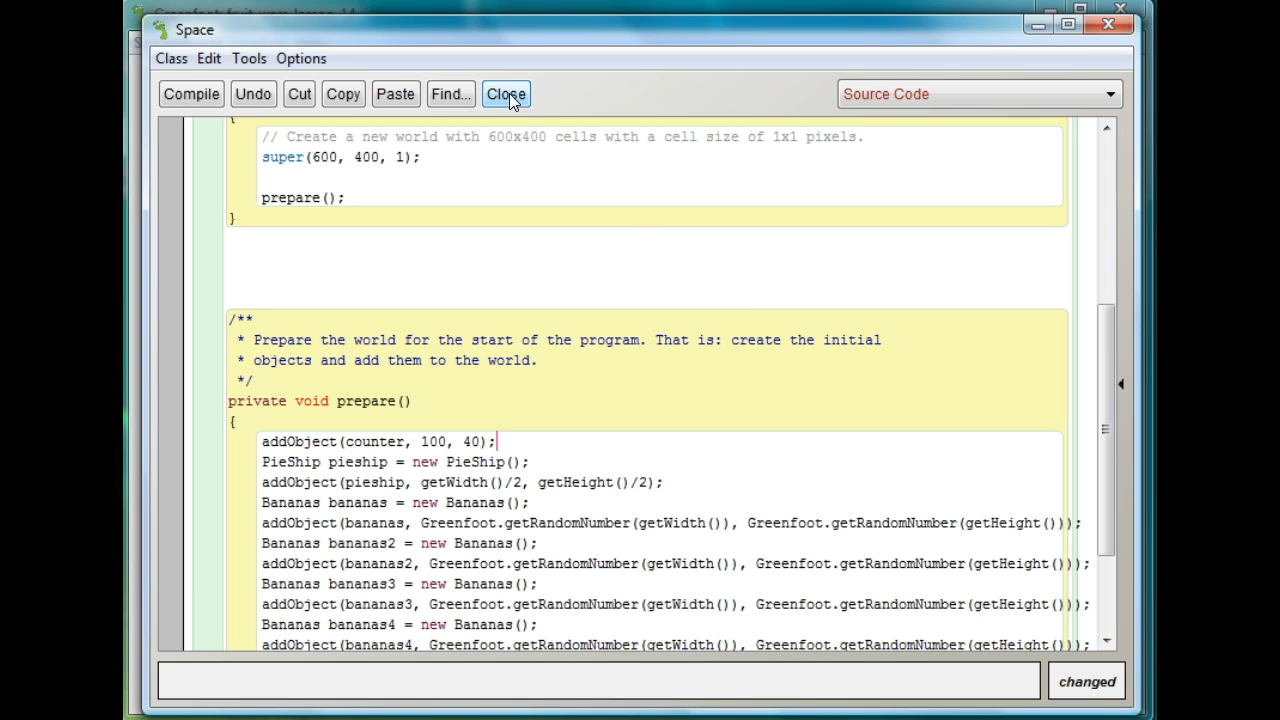 Space
Class Edit Tools Options
Compile Undo Cut Copy Paste Find... Close Source Code
// Create a new world with 600x400 cells with a cell size of 1x1 pixels.
super(600, 400, 1);
prepare();
}
/**
* Prepare the world for the start of the program. That is: create the initial
* objects and add them to the world.
*/
private void prepare()
{
addObject(counter, 100, 40);
PieShip pieship = new PieShip();
addObject(pieship, getWidth()/2, getHeight()/2);
Bananas bananas = new Bananas();
addObject(bananas, Greenfoot.getRandomNumber(getWidth()), Greenfoot.getRandomNumber(getHeight()));
Bananas bananas2 = new Bananas();
addObject(bananas2, Greenfoot.getRandomNumber(getWidth()), Greenfoot.getRandomNumber(getHeight()));
Bananas bananas3 = new Bananas();
addObject(bananas3, Greenfoot.getRandomNumber(getWidth()), Greenfoot.getRandomNumber(getHeight()));
Bananas bananas4 = new Bananas();
addObject(bananas4, Greenfoot.getRandomNumber(getWidth()), Greenfoot.getRandomNumber(getHeight()));
changed